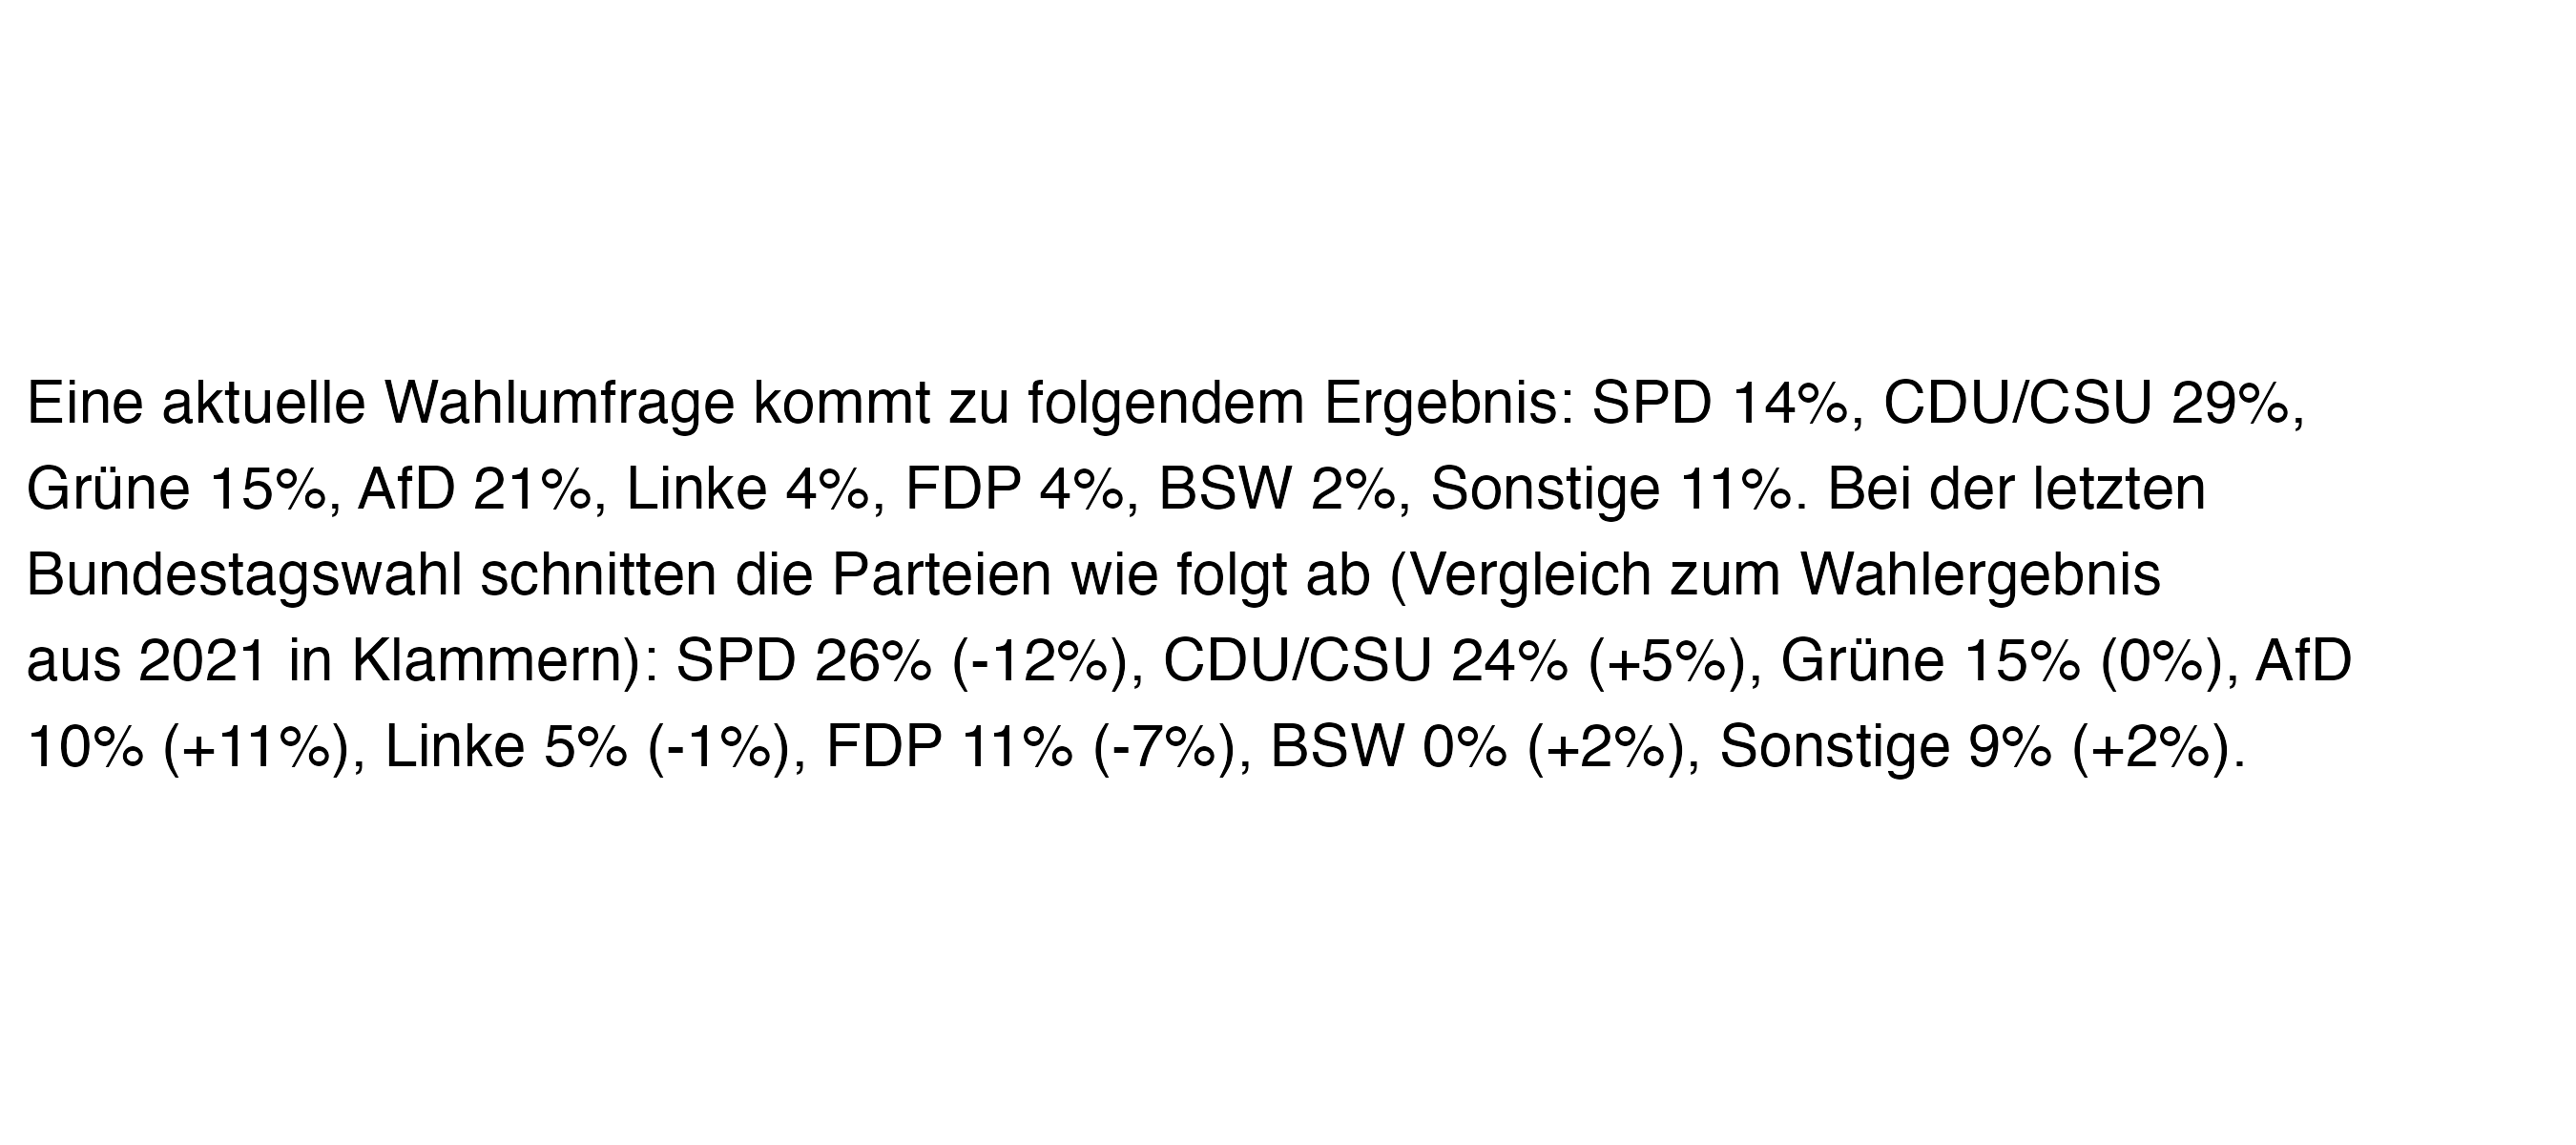 Eine aktuelle Wahlumfrage kommt zu folgendem Ergebnis: SPD 14%, CDU/CSU 29%,
Grüne 15%, AfD 21%, Linke 4%, FDP 4%, BSW 2%, Sonstige 11%. Bei der letzten
Bundestagswahl schnitten die Parteien wie folgt ab (Vergleich zum Wahlergebnis
aus 2021 in Klammern): SPD 26% (-12%), CDU/CSU 24% (+5%), Grüne 15% (0%), AfD
10% (+11%), Linke 5% (-1%), FDP 11% (-7%), BSW 0% (+2%), Sonstige 9% (+2%).